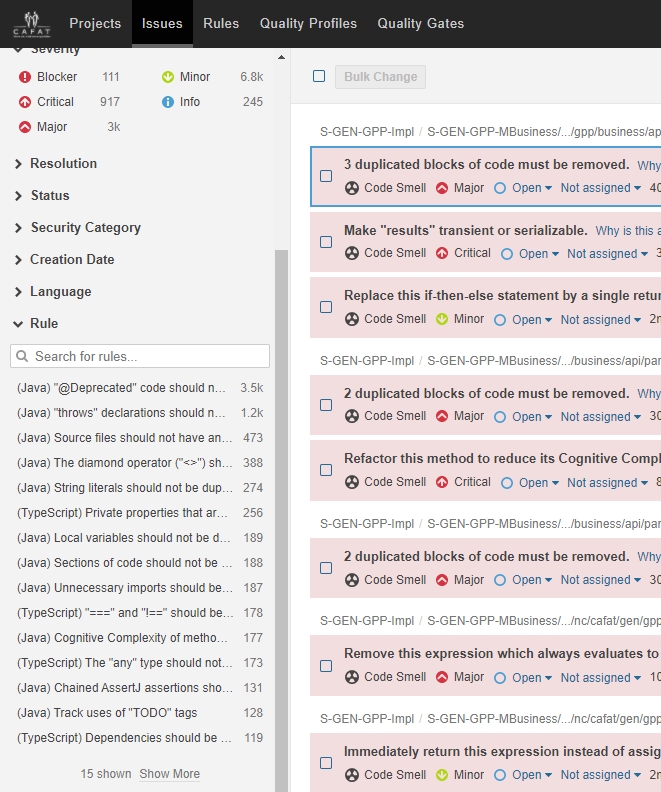 CAFAT
Projects Issues Rules Quality Profiles Quality Gates
Severity
Blocker 111 Minor 6.8k
Critical 917 Info 245
Major 3k
Resolution
Status
Security Category
Creation Date
Language
Rule
Search for rules...
(Java) "@Deprecated" code should n... 3.5k
(Java) "throws" declarations should n... 1.2k
(Java) Source files should not have an... 473
(Java) The diamond operator ("<>") sh... 388
(Java) String literals should not be dup... 274
(TypeScript) Private properties that ar... 256
(Java) Local variables should not be d... 189
(Java) Sections of code should not be ... 188
(Java) Unnecessary imports should be... 187
(TypeScript) "===" and "!==" should be... 178
(Java) Cognitive Complexity of metho... 177
(TypeScript) The "any" type should not... 173
(Java) Chained AssertJ assertions sho... 131
(Java) Track uses of "TODO" tags 128
(TypeScript) Dependencies should be ... 119
15 shown Show More
Bulk Change
S-GEN-GPP-Impl / S-GEN-GPP-MBusiness/.../gpp/business/ap
3 duplicated blocks of code must be removed. Why
Code Smell Major Open Not assigned 40
Make "results" transient or serializable. Why is this a
Code Smell Critical Open Not assigned 3
Replace this if-then-else statement by a single retur
Code Smell Minor Open Not assigned 2m
S-GEN-GPP-Impl / S-GEN-GPP-MBusiness/.../business/api/par
2 duplicated blocks of code must be removed. Why
Code Smell Major Open Not assigned 30
Refactor this method to reduce its Cognitive Compl
Code Smell Critical Open Not assigned 8
S-GEN-GPP-Impl / S-GEN-GPP-MBusiness/.../business/api/par
2 duplicated blocks of code must be removed. Why
Code Smell Major Open Not assigned 30
S-GEN-GPP-Impl / S-GEN-GPP-MBusiness/.../nc/cafat/gen/gpp
Remove this expression which always evaluates to
Code Smell Major Open Not assigned 10
S-GEN-GPP-Impl / S-GEN-GPP-MBusiness/.../nc/cafat/gen/gpp
Immediately return this expression instead of assig
Code Smell Minor Open Not assigned 2m